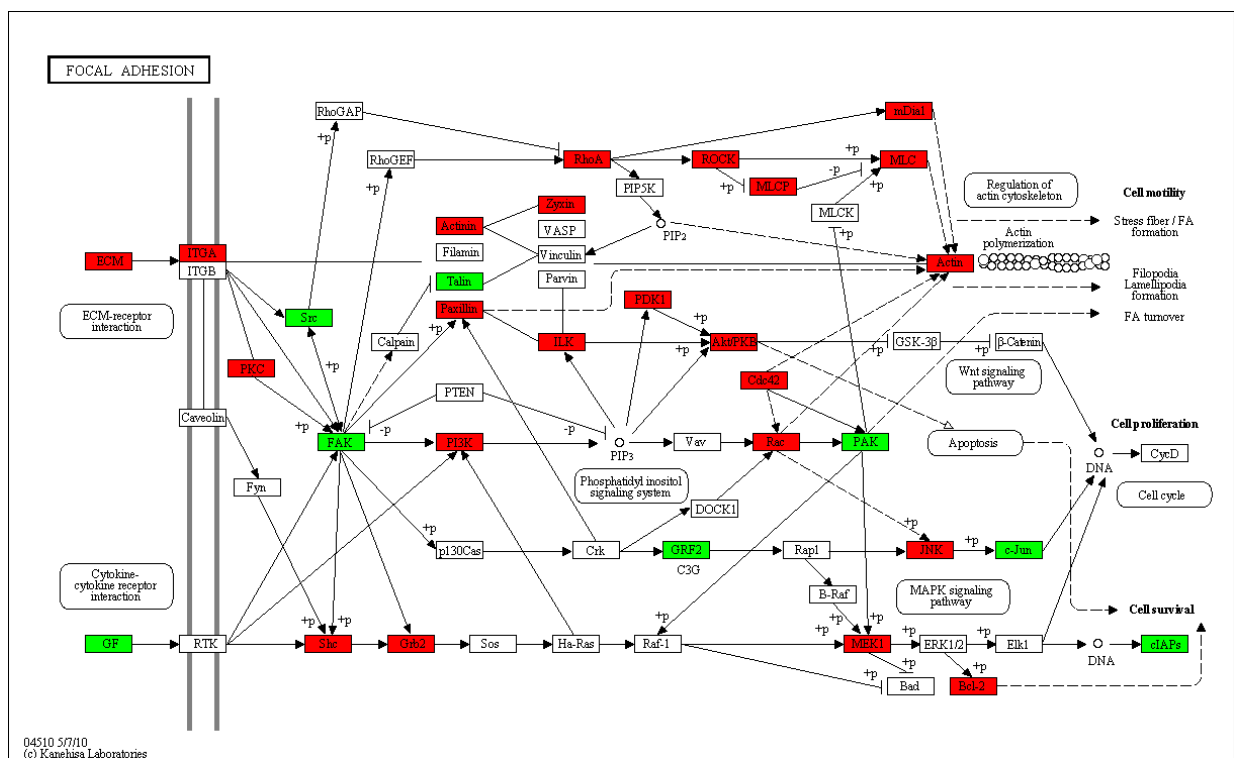 FOCAL ADHESION
RhoGAP
mDia1
+p
RhoGEF
RhoA
ROCK
+p
MLC
+p
PIP5K
+p
MLCP
-p
+p
MLCK
+p
Regulation of
actin cytoskeleton
Cell motility
Zyxin
Actinin
VASP
PIP2
Stress fiber / FA
formation
ECM
ITGA
ITGB
Filamin
Vinculin
Actin
Actin
polymerization
Talin
Parvin
Filopodia
Lamellipodia
formation
ECM-receptor
interaction
Src
Paxillin
PDK1
FA turnover
+p
+p
Calpain
ILK
+p
Akt/PKB
GSK-3β
+p
β-Catenin
+p
PKC
Cdc42
Wnt signaling
pathway
PTEN
Caveolin
+p
FAK
-p
PI3K
-p
PIP3
Vav
Rac
PAK
Apoptosis
Cell proliferation
DNA
CycD
Fyn
Phosphatidyl inositol
signaling system
DOCK1
Cell cycle
+p
p130Cas
Crk
GRF2
C3G
Rap1
+p
JNK
+p
c-Jun
Cytokine-
cytokine receptor
interaction
B-Raf
MAPK signaling
pathway
Cell survival
GF
RTK
+p
+p
Shc
+p
Grb2
Sos
Ha-Ras
+p
Raf-1
+p
+p
+p
MEK1
+p
ERK1/2
+p
Elk1
DNA
cIAPs
+p
+p
+p
Bad
Bcl-2
04510 5/7/10
(c) Kanehisa Laboratories